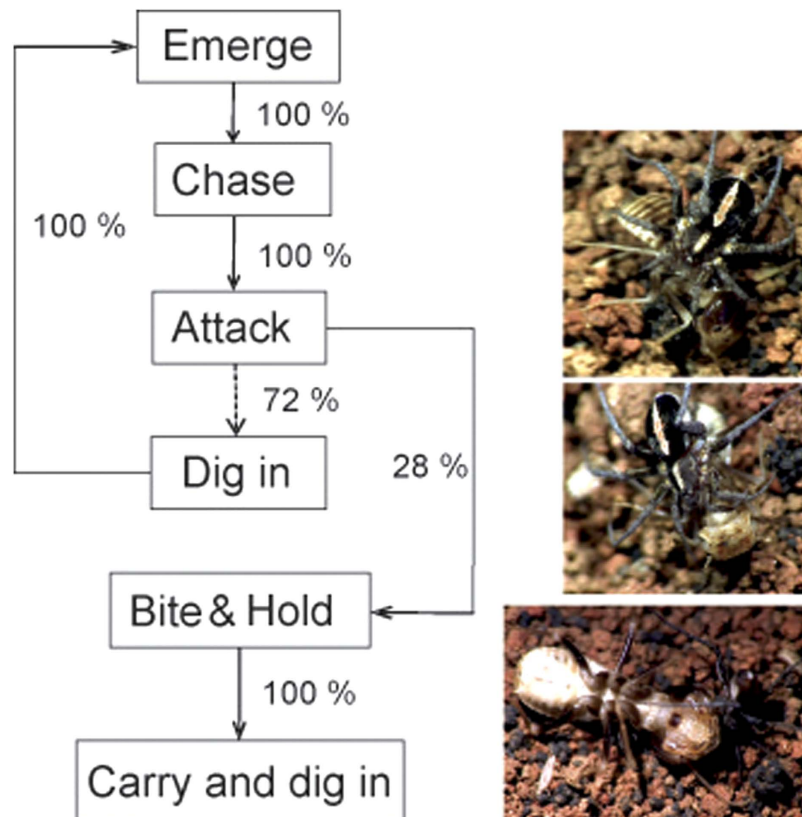 Emerge
100 %
Chase
100 %
100 %
Attack
72 %
Dig in
28 %
Bite & Hold
100 %
Carry and dig in